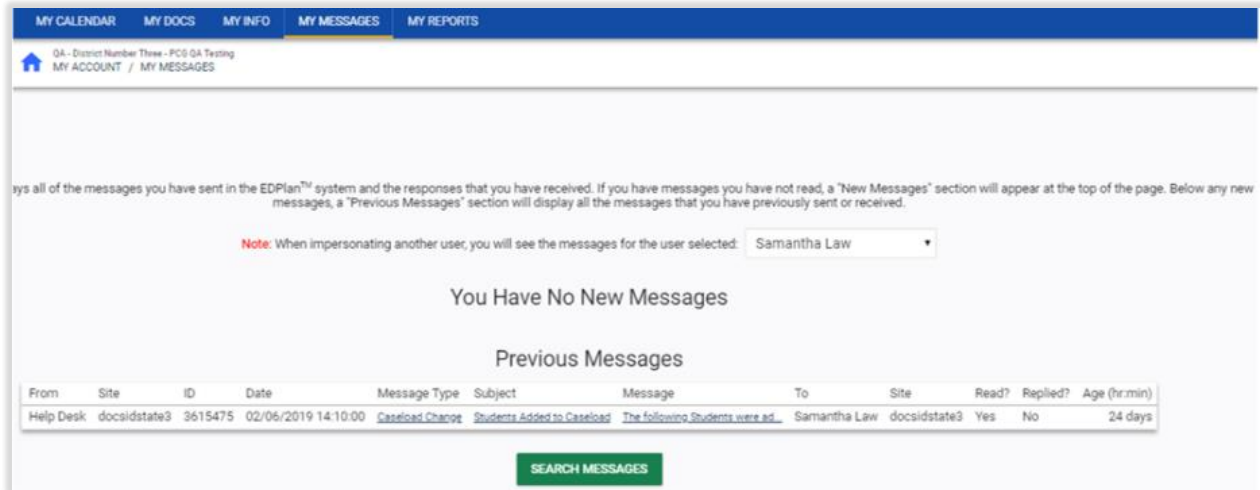 MY CALENDAR MY DOCS MY INFO MY MESSAGES MY REPORTS
QA - District Number Three - PCG QA Testing
MY ACCOUNT / MY MESSAGES
ays all of the messages you have sent in the EDPlan™ system and the responses that you have received. If you have messages you have not read, a "New Messages" section will appear at the top of the page. Below any new
messages, a "Previous Messages" section will display all the messages that you have previously sent or received.
Note: When impersonating another user, you will see the messages for the user selected: Samantha Law
You Have No New Messages
Previous Messages
From Site ID Date Message Type Subject Message To Site Read? Replied? Age (hr:min)
Help Desk docsidstate3 3615475 02/06/2019 14:10:00 Caseload Change Students Added to Caseload The following Students were ad... Samantha Law docsidstate3 Yes No 24 days
SEARCH MESSAGES